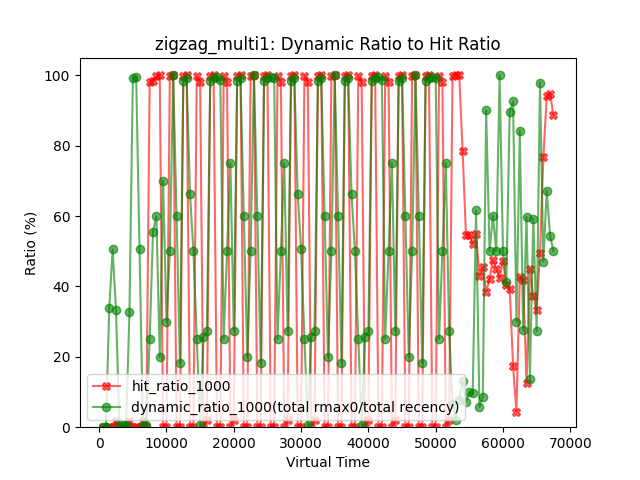 zigzag_multi1: Dynamic Ratio to Hit Ratio
Ratio (%)
100
80
60
40
20
0
hit_ratio_1000
dynamic_ratio_1000(total rmax0/total recency)
0 10000 20000 30000 40000 50000 60000 70000
Virtual Time